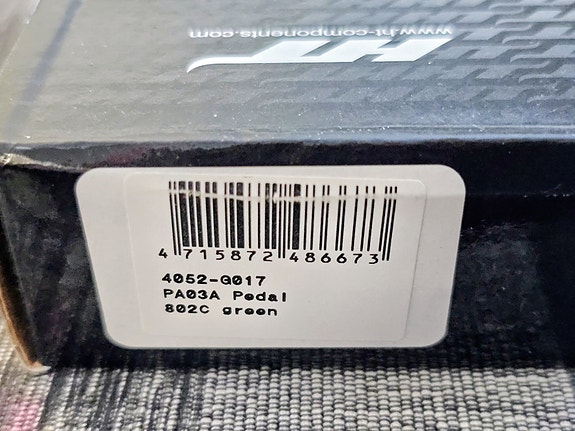 www.ht-components.com
HT
4 715872 486673
4052-G017
PA03A Pedal
802C green